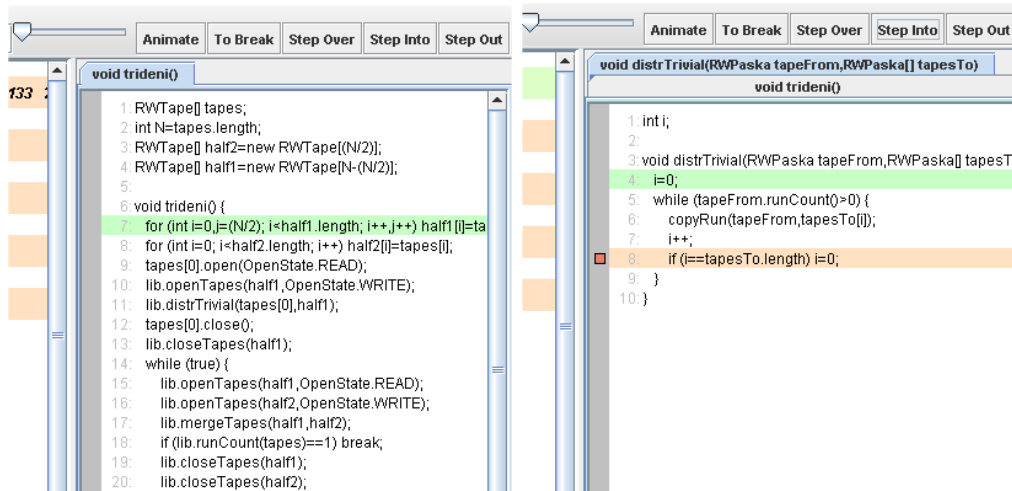 Animate To Break Step Over Step Into Step Out
void trideni()
133
1: RWTape[] tapes;
2: int N=tapes.length;
3: RWTape[] half2=new RWTape[(N/2)];
4: RWTape[] half1=new RWTape[N-(N/2)];
5:
6: void trideni() {
7: for (int i=0,j=(N/2); i<half1.length; i++,j++) half1[i]=ta
8: for (int i=0; i<half2.length; i++) half2[i]=tapes[i];
9: tapes[0].open(OpenState.READ);
10: lib.openTapes(half1,OpenState.WRITE);
11: lib.distrTrivial(tapes[0],half1);
12: tapes[0].close();
13: lib.closeTapes(half1);
14: while (true) {
15: lib.openTapes(half1,OpenState.READ);
16: lib.openTapes(half2,OpenState.WRITE);
17: lib.mergeTapes(half1,half2);
18: if (lib.runCount(tapes)==1) break;
19: lib.closeTapes(half1);
20: lib.closeTapes(half2);
Animate To Break Step Over Step Into Step Out
void distrTrivial(RWPaska tapeFrom,RWPaska[] tapesTo)
void trideni()
1: int i;
2:
3: void distrTrivial(RWPaska tapeFrom,RWPaska[] tapesT
4: i=0;
5: while (tapeFrom.runCount()>0) {
6: copyRun(tapeFrom,tapesTo[i]);
7: i++;
8: if (i==tapesTo.length) i=0;
9: }
10: }